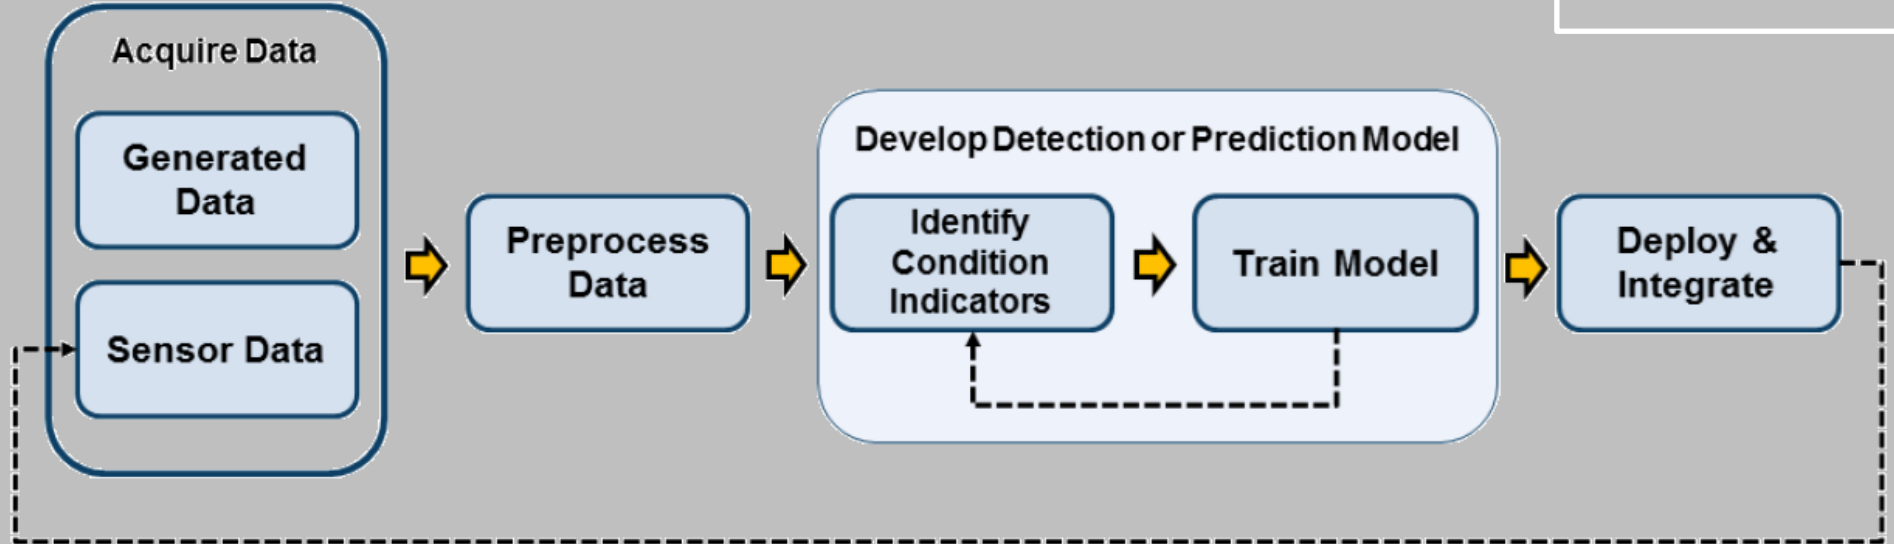 Acquire Data
Generated
Data
Sensor Data
Preprocess
Data
Develop Detection or Prediction Model
Identify
Condition
Indicators
Train Model
Deploy &
Integrate